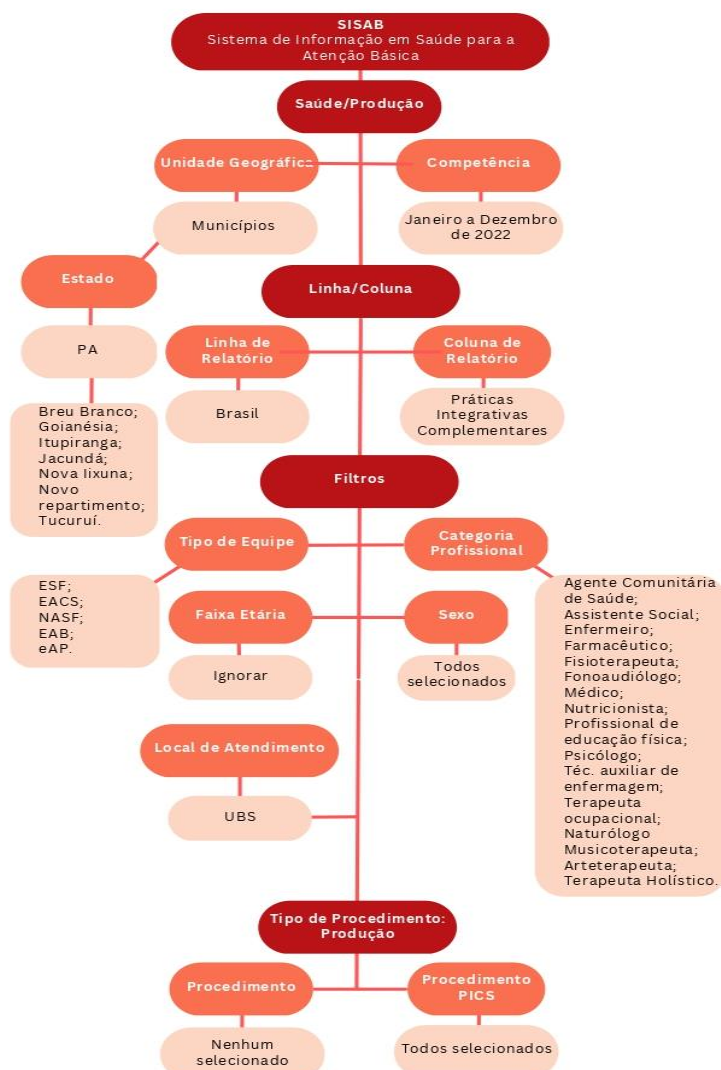 SISAB
Sistema de Informação em Saúde para a
Atenção Básica
Saúde/Produção
Unidade Geográfica
Competência
Municípios
Janeiro a Dezembro
de 2022
Estado
Linha/Coluna
PA
Linha de
Relatório
Coluna de
Relatório
Brasil
Práticas
Integrativas
Complementares
Breu Branco;
Goianésia;
Itupiranga;
Jacundá;
Nova Iixuna;
Novo
repartimento;
Tucuruí.
Filtros
Tipo de Equipe
Categoria
Profissional
ESF;
EACS;
NASF;
EAB;
eAP.
Faixa Etária
Sexo
Ignorar
Todos
selecionados
Agente Comunitária
de Saúde;
Assistente Social;
Enfermeiro;
Farmacêutico;
Fisioterapeuta;
Fonoaudiólogo;
Médico;
Nutricionista;
Profissional de
educação física;
Psicólogo;
Téc. auxiliar de
enfermagem;
Terapeuta
ocupacional;
Naturólogo
Musicoterapeuta;
Arteterapeuta;
Terapeuta Holístico.
Local de Atendimento
UBS
Tipo de Procedimento:
Produção
Procedimento
Procedimento
PICS
Nenhum
selecionado
Todos selecionados